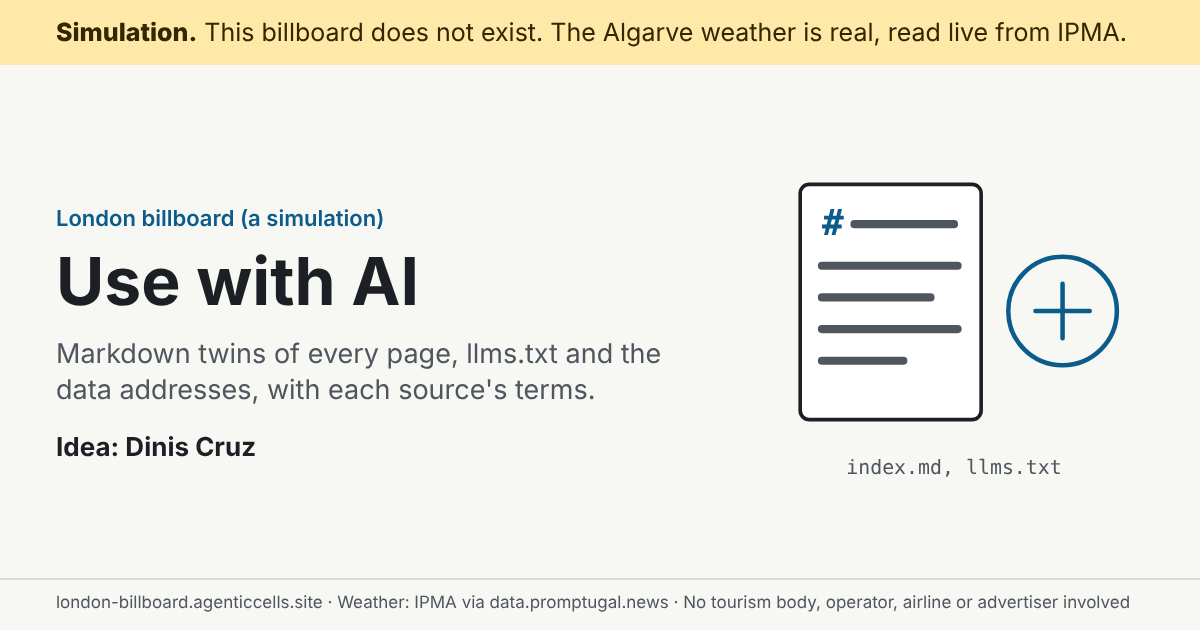 Simulation. This billboard does not exist. The Algarve weather is real, read live from IPMA.
London billboard (a simulation)
Use with AI
Markdown twins of every page, llms.txt and the
data addresses, with each source's terms.
Idea: Dinis Cruz
#
index.md, llms.txt
london-billboard.agenticcells.site · Weather: IPMA via data.promptugal.news · No tourism body, operator, airline or advertiser involved